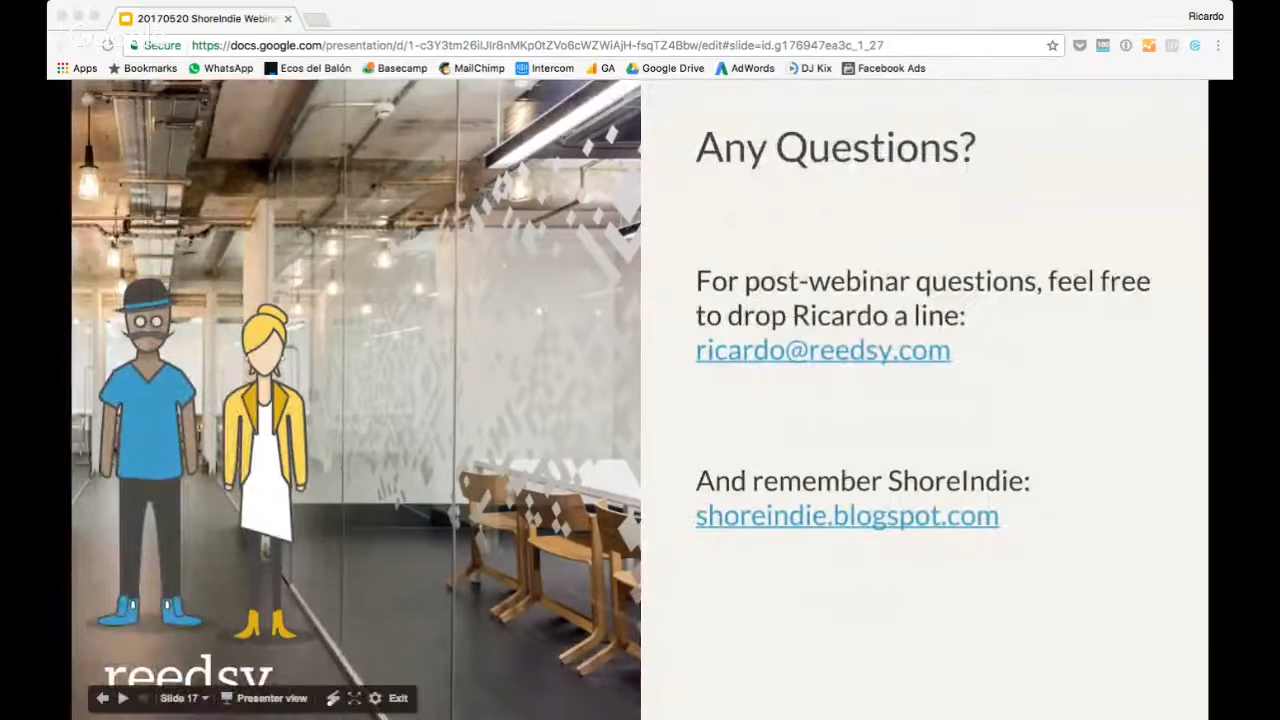 20170520 ShoreIndie Webina
Ricardo
Secure
https://docs.google.com/presentation/d/1-c3Y3tm26iIJIr8nMKp0tZVo6cWZWiAjH-fsqTZ4Bbw/edit#slide=id.g176947ea3c_1_27
Apps
Bookmarks
WhatsApp
Ecos del Balón
Basecamp
MailChimp
Intercom
GA
Google Drive
AdWords
DJ Kix
Facebook Ads
Any Questions?
For post-webinar questions, feel free
to drop Ricardo a line:
ricardo@reedsy.com
And remember ShoreIndie:
shoreindie.blogspot.com
reedsy
Slide 17
Presenter view
Exit